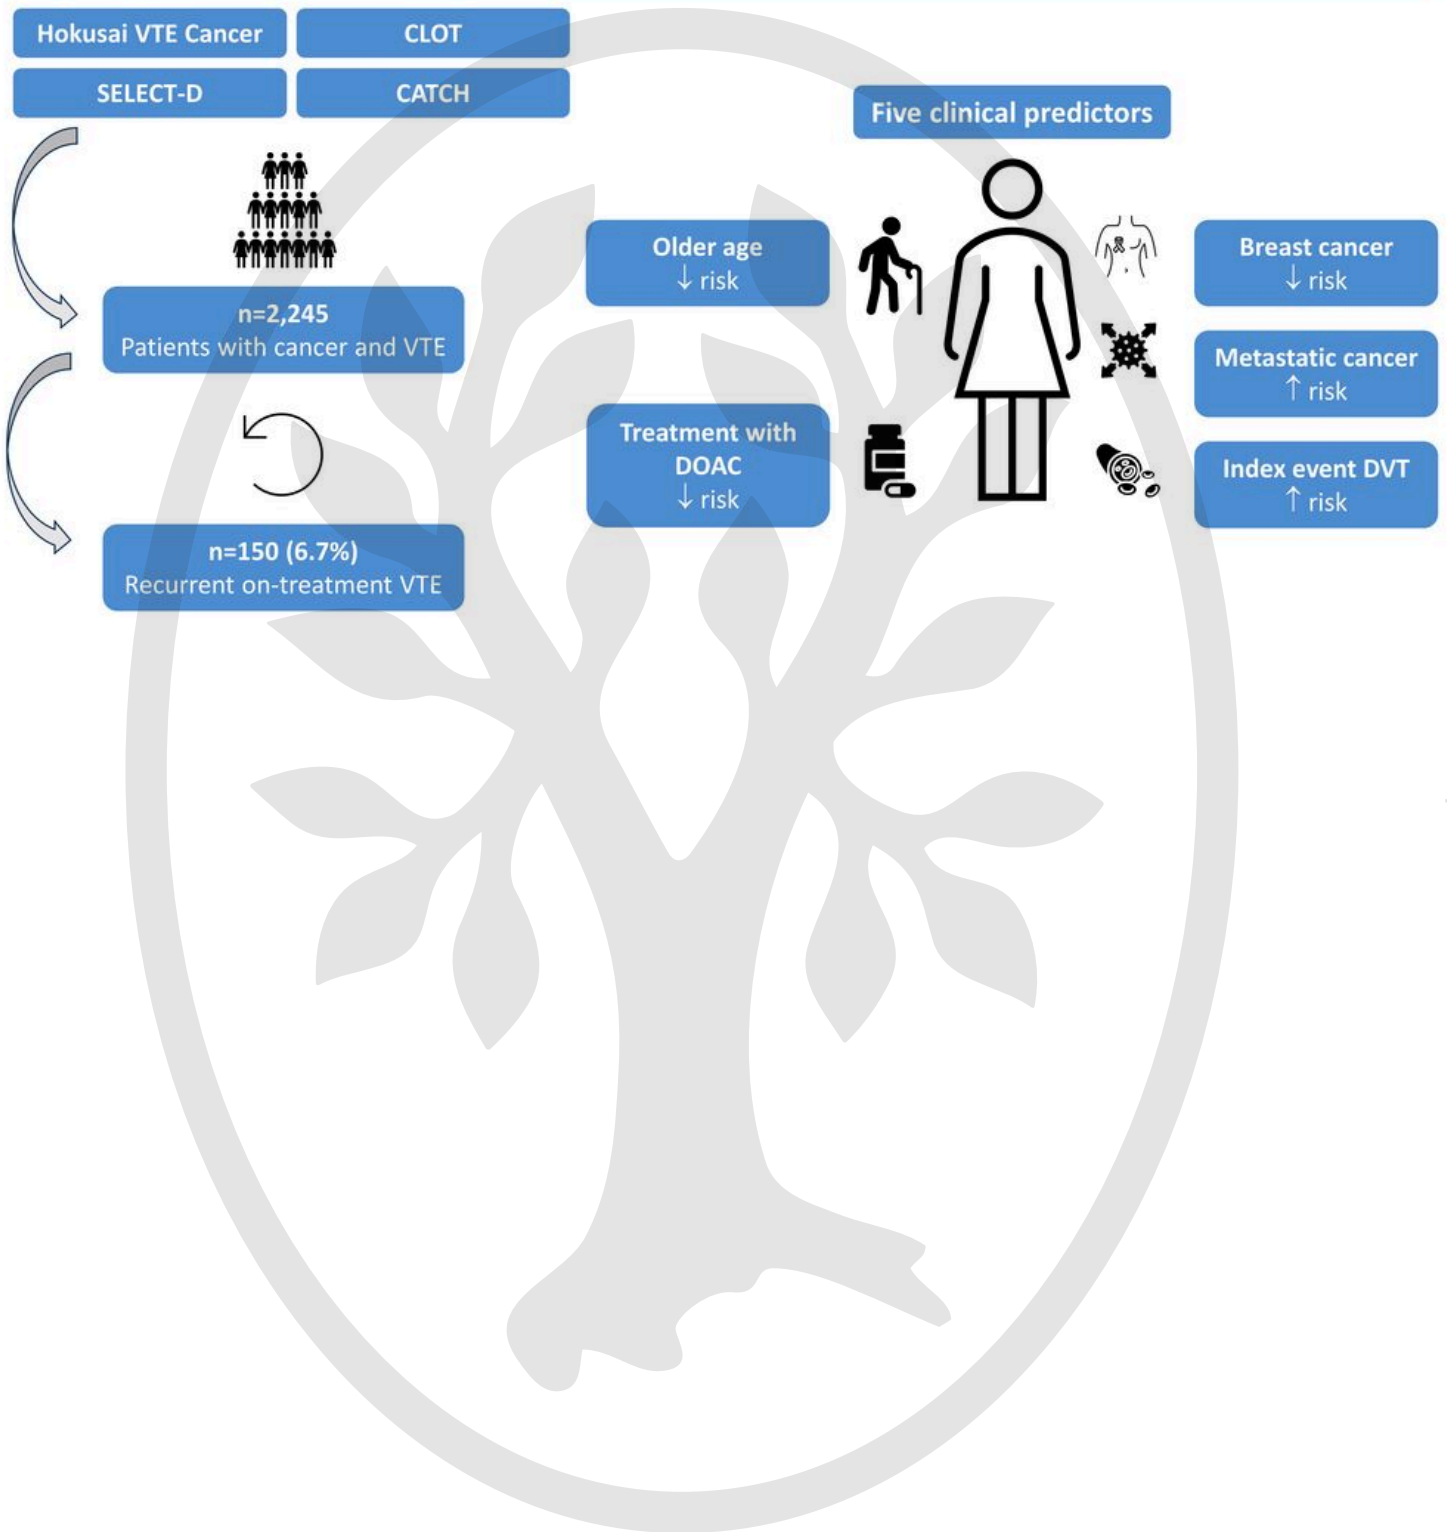 Hokusai VTE Cancer
CLOT
SELECT-D
CATCH
n=2,245
Patients with cancer and VTE
n=150 (6.7%)
Recurrent on-treatment VTE
Five clinical predictors
Older age
↓ risk
Treatment with
DOAC
↓ risk
Breast cancer
↓ risk
Metastatic cancer
↑ risk
Index event DVT
↑ risk